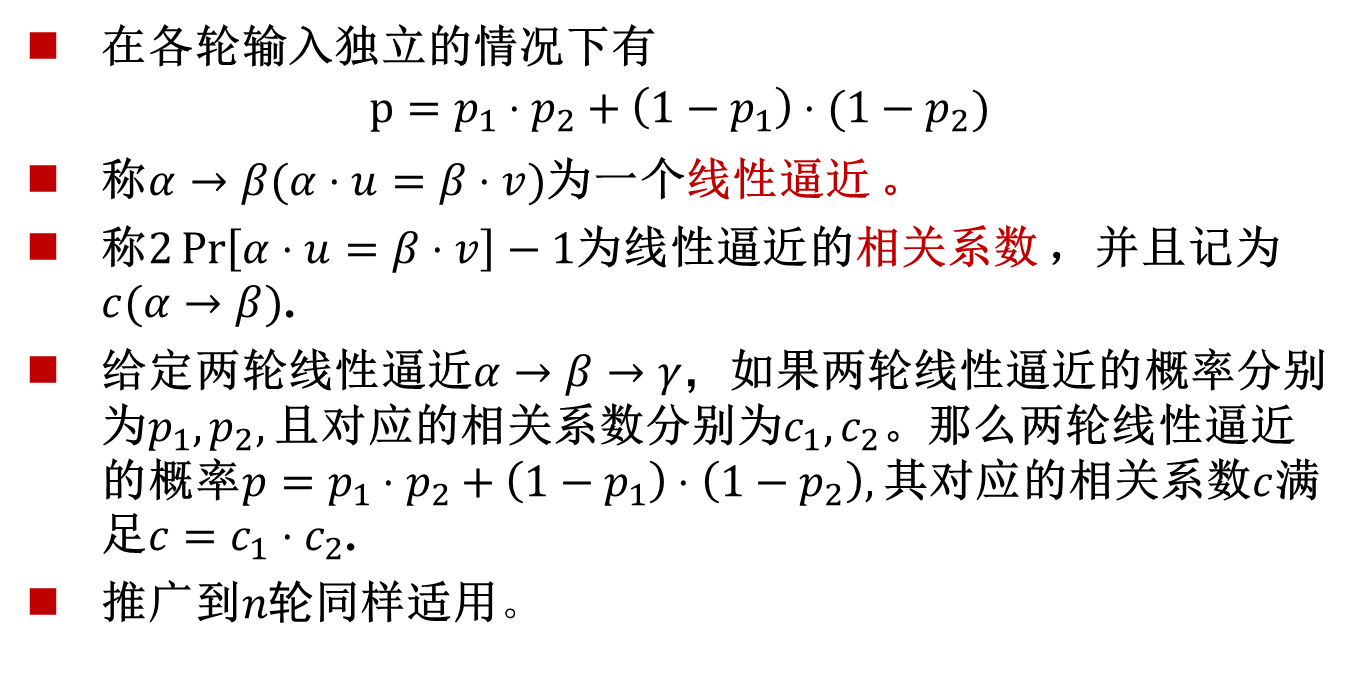 ■ 在各轮输入独立的情况下有
p = p₁ · p₂ + (1 − p₁) · (1 − p₂)
■ 称α → β(α · u = β · v)为一个线性逼近 。
■ 称2 Pr[α · u = β · v] − 1为线性逼近的相关系数 ，并且记为
c(α → β).
■ 给定两轮线性逼近α → β → γ，如果两轮线性逼近的概率分别
为p₁, p₂, 且对应的相关系数分别为c₁, c₂。那么两轮线性逼近
的概率p = p₁ · p₂ + (1 − p₁) · (1 − p₂), 其对应的相关系数c满
足c = c₁ · c₂.
■ 推广到n轮同样适用。